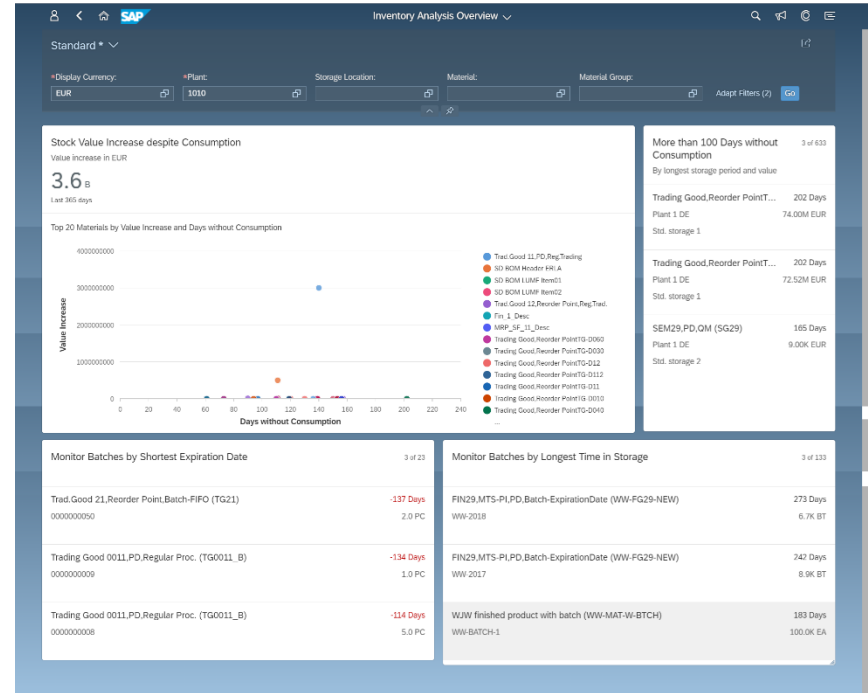 SAP
Inventory Analysis Overview
Standard *
*Display Currency:
*Plant:
Storage Location:
Material:
Material Group:
EUR
1010
Adapt Filters (2)
Go
Stock Value Increase despite Consumption
Value increase in EUR
3.6 B
Last 365 days
Top 20 Materials by Value Increase and Days without Consumption
4000000000
3000000000
2000000000
1000000000
0
Value Increase
0 20 40 60 80 100 120 140 160 180 200 220 240
Days without Consumption
Trad.Good 11,PD,Reg.Trading
SD BOM Header ERLA
SD BOM LUMF Item01
SD BOM LUMF Item02
Trad.Good 12,Reorder Point,Reg.Trad.
Fin_1_Desc
MRP_SF_11_Desc
Trading Good,Reorder PointTG-D060
Trading Good,Reorder PointTG-D030
Trading Good,Reorder PointTG-D12
Trading Good,Reorder PointTG-D112
Trading Good,Reorder PointTG-D11
Trading Good,Reorder PointTG-D010
Trading Good,Reorder PointTG-D040
...
More than 100 Days without Consumption
3 of 633
By longest storage period and value
Trading Good,Reorder PointT... 202 Days
Plant 1 DE 74.00M EUR
Std. storage 1
Trading Good,Reorder PointT... 202 Days
Plant 1 DE 72.52M EUR
Std. storage 1
SEM29,PD,QM (SG29) 165 Days
Plant 1 DE 9.00K EUR
Std. storage 2
Monitor Batches by Shortest Expiration Date 3 of 23
Trad.Good 21,Reorder Point,Batch-FIFO (TG21) -137 Days
0000000050 2.0 PC
Trading Good 0011,PD,Regular Proc. (TG0011_B) -134 Days
0000000009 1.0 PC
Trading Good 0011,PD,Regular Proc. (TG0011_B) -114 Days
0000000008 5.0 PC
Monitor Batches by Longest Time in Storage 3 of 133
FIN29,MTS-PI,PD,Batch-ExpirationDate (WW-FG29-NEW) 273 Days
WW-2018 6.7K BT
FIN29,MTS-PI,PD,Batch-ExpirationDate (WW-FG29-NEW) 242 Days
WW-2017 8.9K BT
WJW finished product with batch (WW-MAT-W-BTCH) 183 Days
WW-BATCH-1 100.0K EA